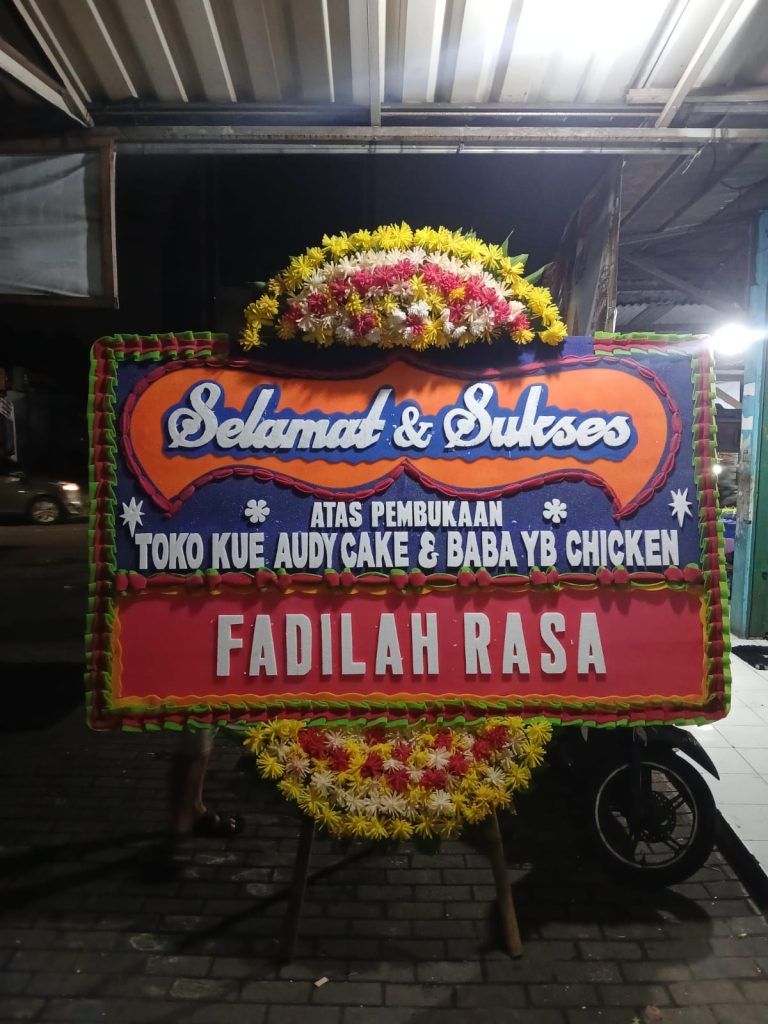 Selamat & Sukses
ATAS PEMBUKAAN
TOKO KUE AUDY CAKE & BABA YB CHICKEN
FADILAH RASA